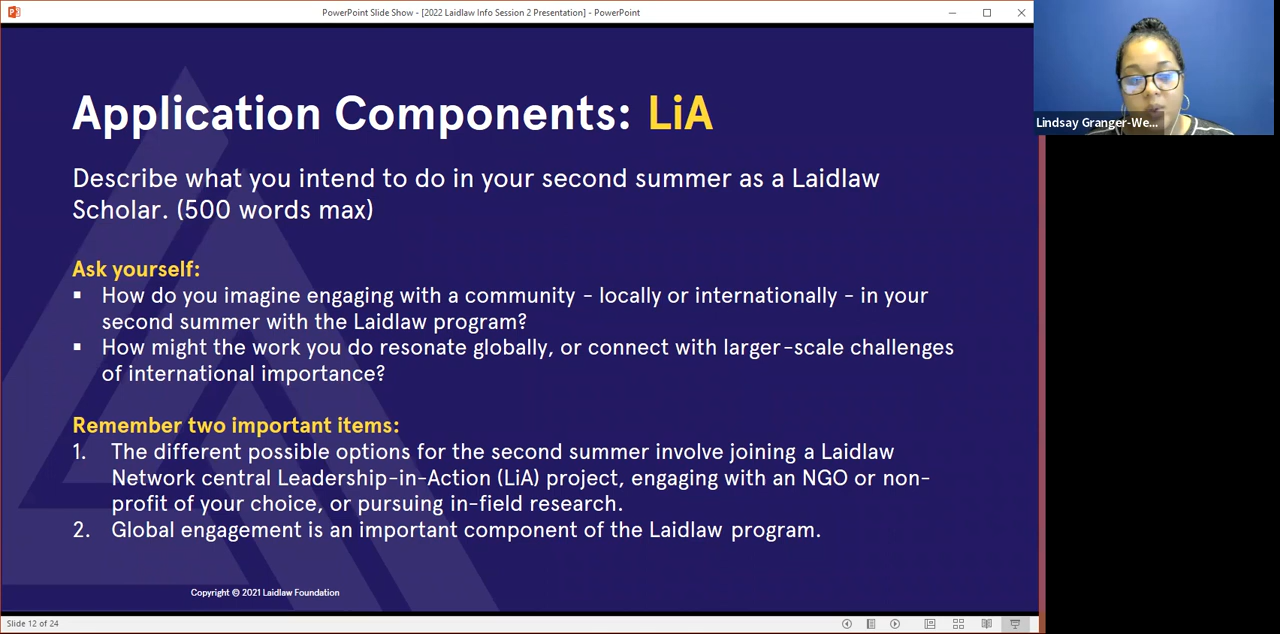 PowerPoint Slide Show - [2022 Laidlaw Info Session 2 Presentation] - PowerPoint
Lindsay Granger-We...
Application Components: LiA
Describe what you intend to do in your second summer as a Laidlaw
Scholar. (500 words max)
Ask yourself:
▪ How do you imagine engaging with a community - locally or internationally - in your
second summer with the Laidlaw program?
▪ How might the work you do resonate globally, or connect with larger-scale challenges
of international importance?
Remember two important items:
1. The different possible options for the second summer involve joining a Laidlaw
Network central Leadership-in-Action (LiA) project, engaging with an NGO or non-
profit of your choice, or pursuing in-field research.
2. Global engagement is an important component of the Laidlaw program.
Copyright © 2021 Laidlaw Foundation
Slide 12 of 24